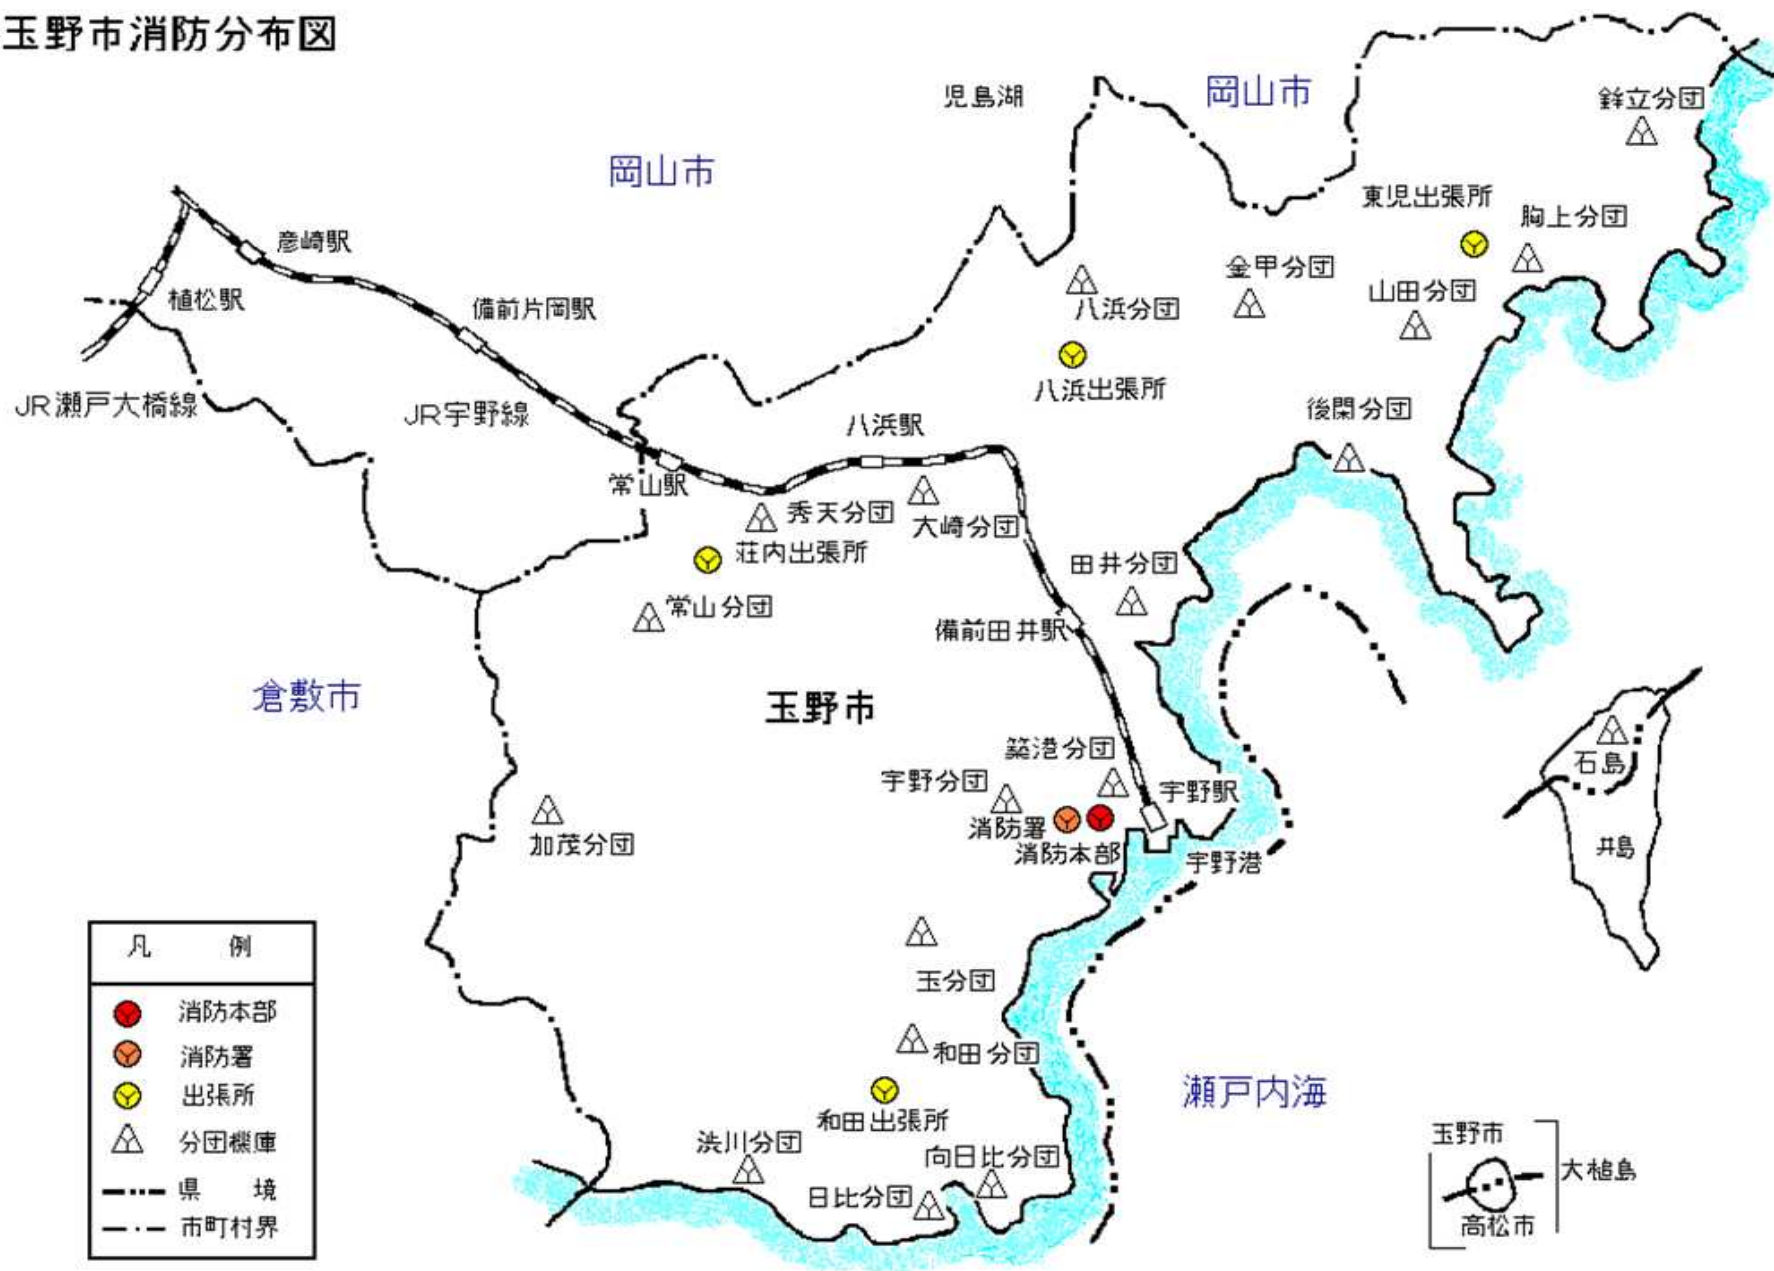 玉野市消防分布図
児島湖
岡山市
鉾立分団
岡山市
東児出張所
胸上分団
彦崎駅
金甲分団
山田分団
植松駅
備前片岡駅
八浜分団
八浜出張所
JR瀬戸大橋線
JR宇野線
八浜駅
後閑分団
常山駅
秀天分団
大崎分団
荘内出張所
田井分団
常山分団
備前田井駅
倉敷市
玉野市
築港分団
石島
宇野分団
宇野駅
消防署
加茂分団
消防本部
宇野港
井島
凡 例
玉分団
消防本部
消防署
和田分団
出張所
瀬戸内海
和田出張所
分団機庫
渋川分団
向日比分団
玉野市
大槌島
県 境
日比分団
市町村界
高松市